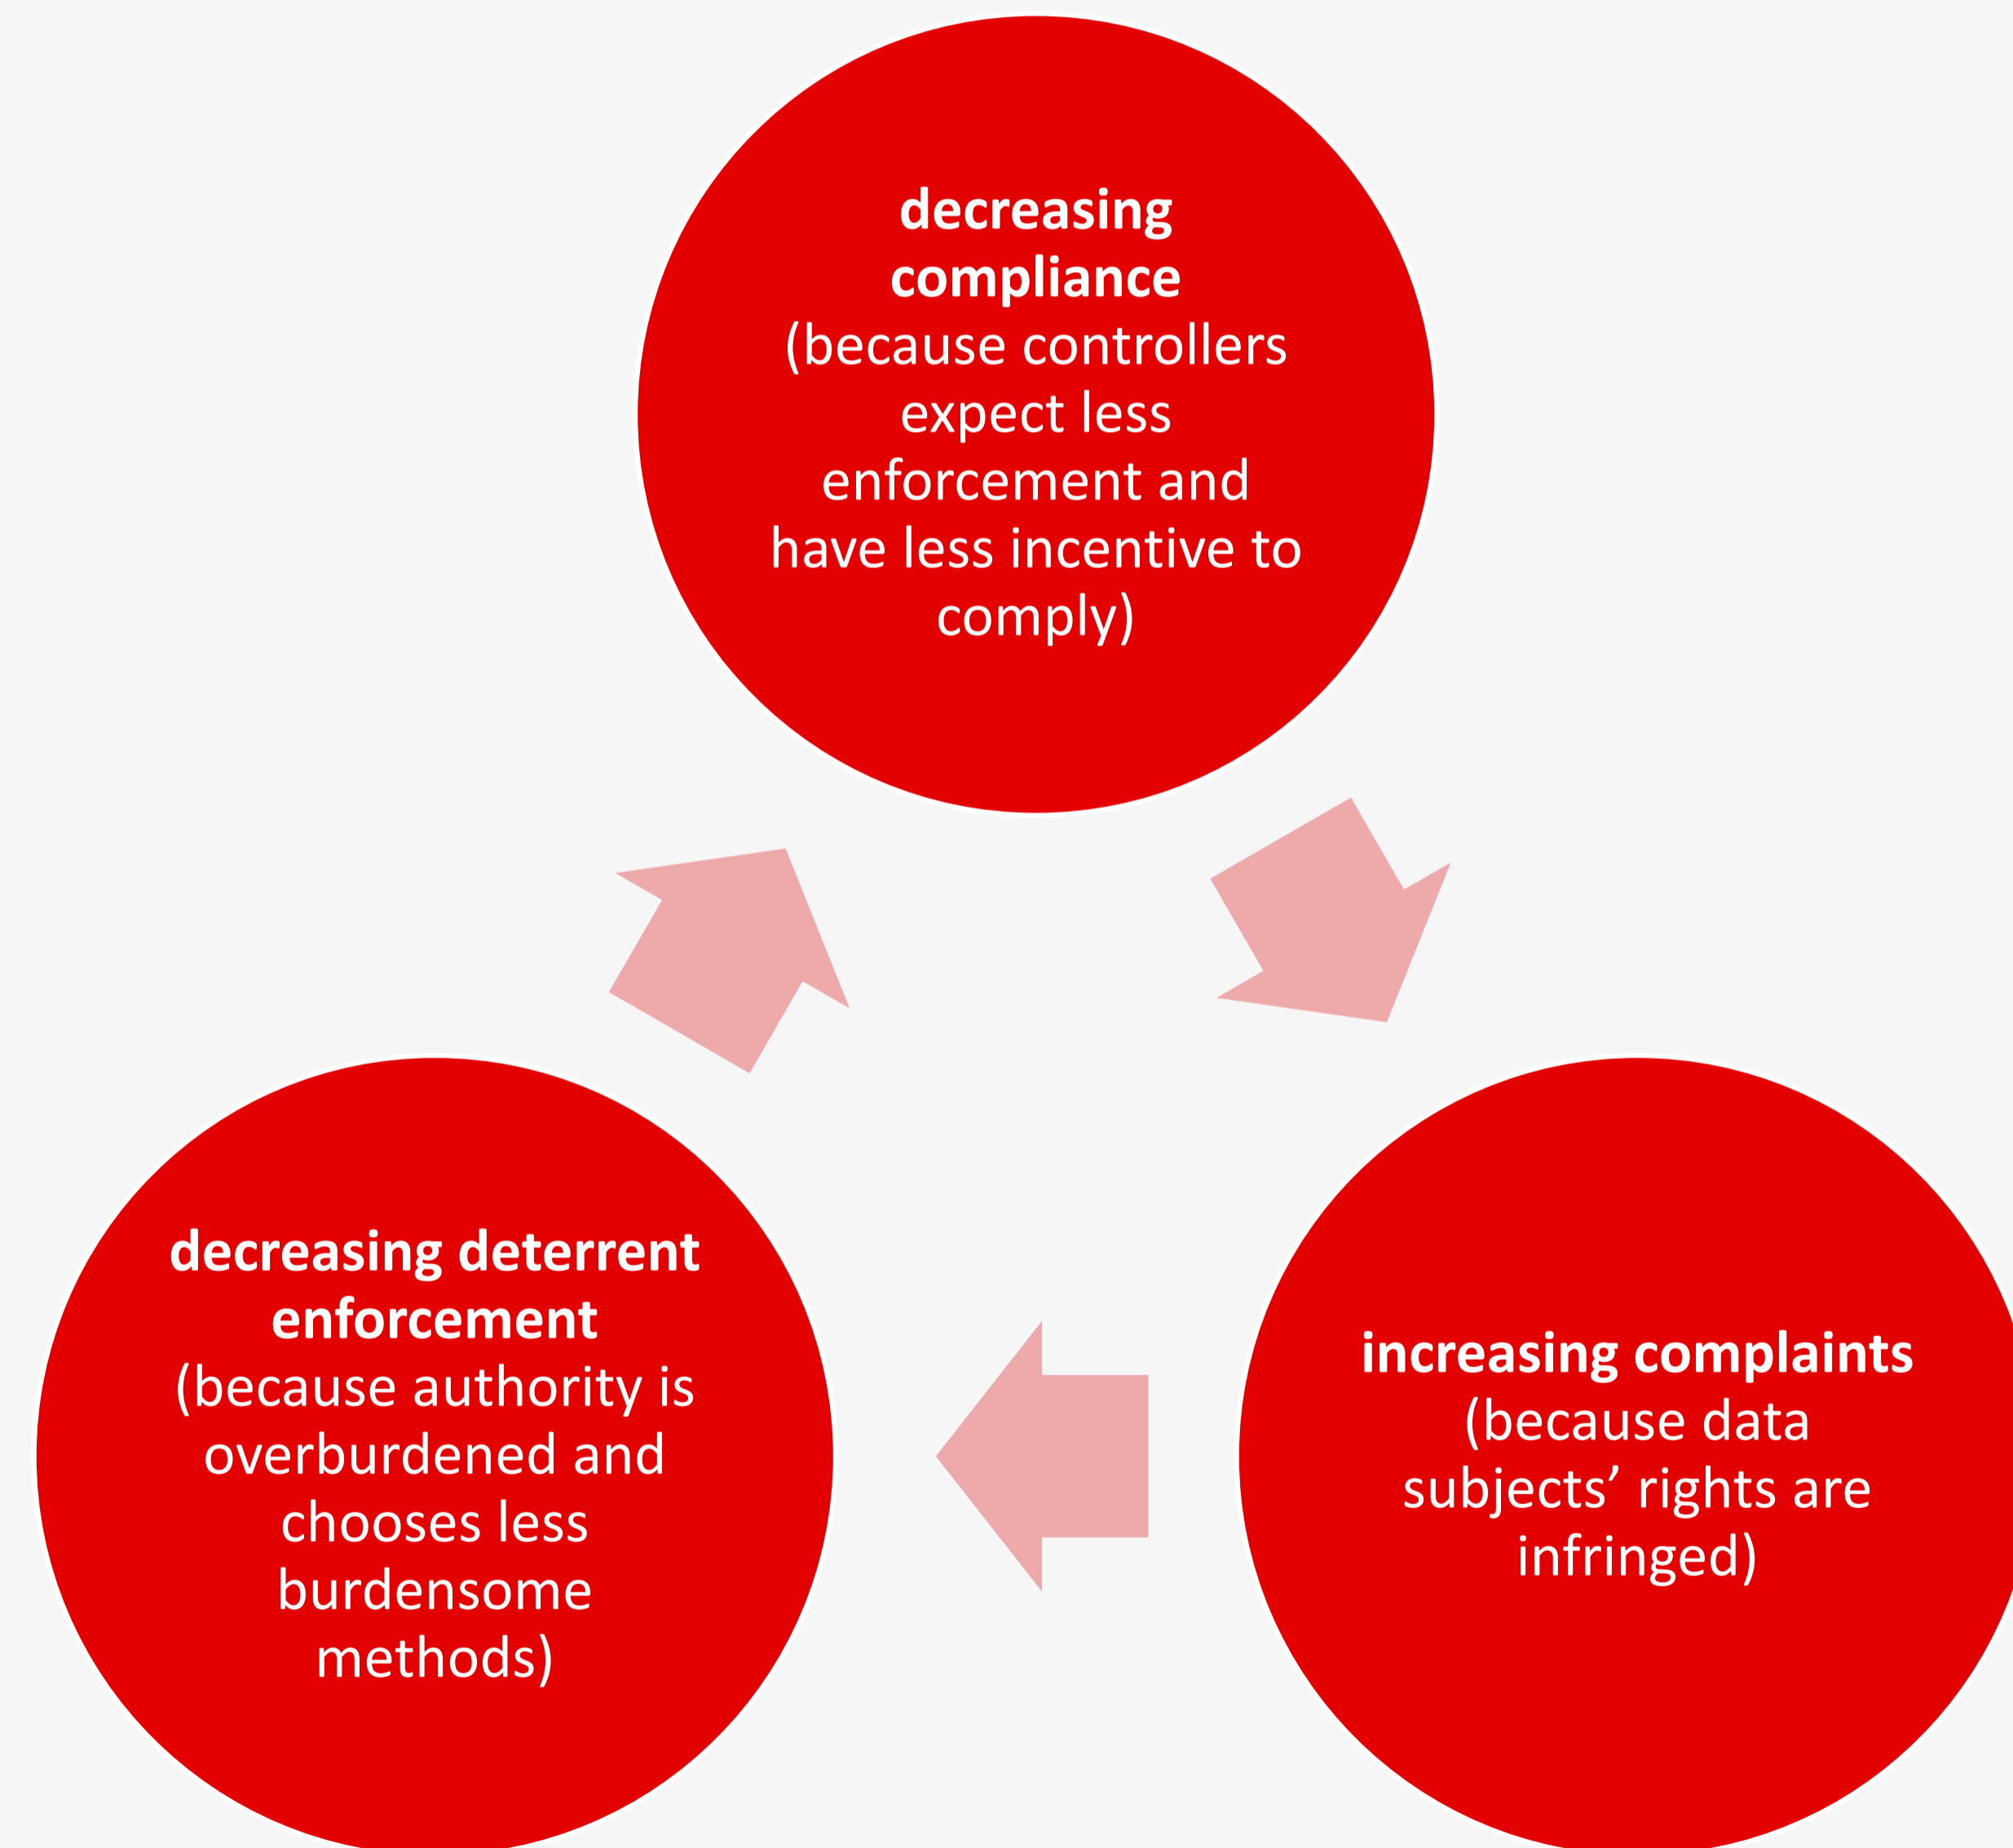 decreasing
compliance
(because controllers
expect less
enforcement and
have less incentive to
comply)
increasing complaints
(because data
subjects’ rights are
infringed)
decreasing deterrent
enforcement
(because authority is
overburdened and
chooses less
burdensome
methods)